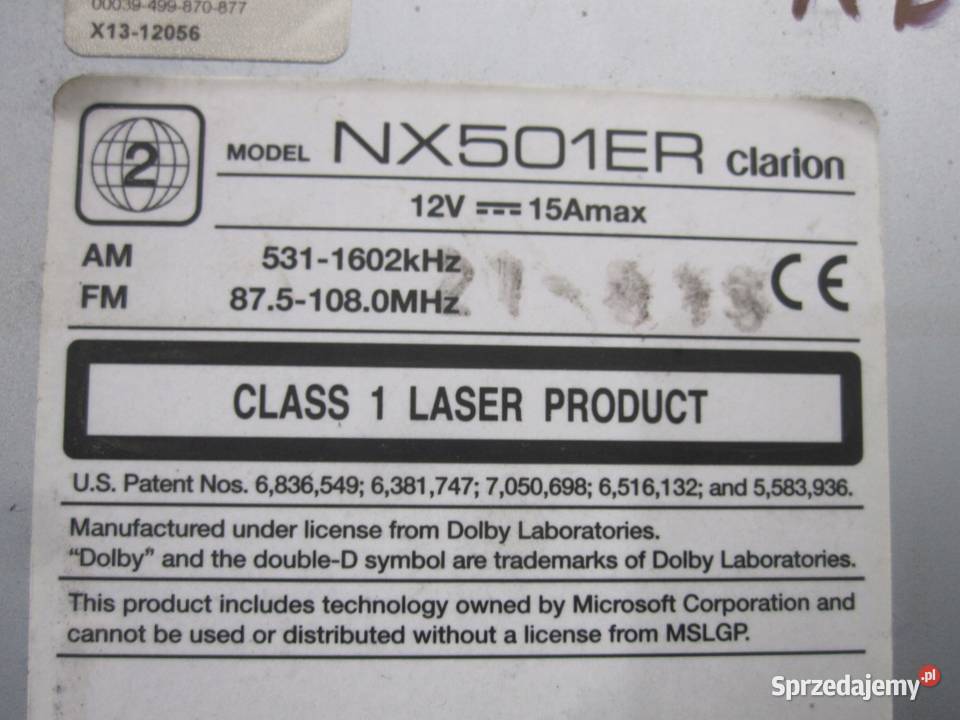 00039-499-870-877
X13-12056
2
MODEL NX501ER clarion
12V 15Amax
AM 531-1602kHz
FM 87.5-108.0MHz
CE
CLASS 1 LASER PRODUCT
U.S. Patent Nos. 6,836,549; 6,381,747; 7,050,698; 6,516,132; and 5,583,936.
Manufactured under license from Dolby Laboratories.
“Dolby” and the double-D symbol are trademarks of Dolby Laboratories.
This product includes technology owned by Microsoft Corporation and
cannot be used or distributed without a license from MSLGP.
Sprzedajemy.pl